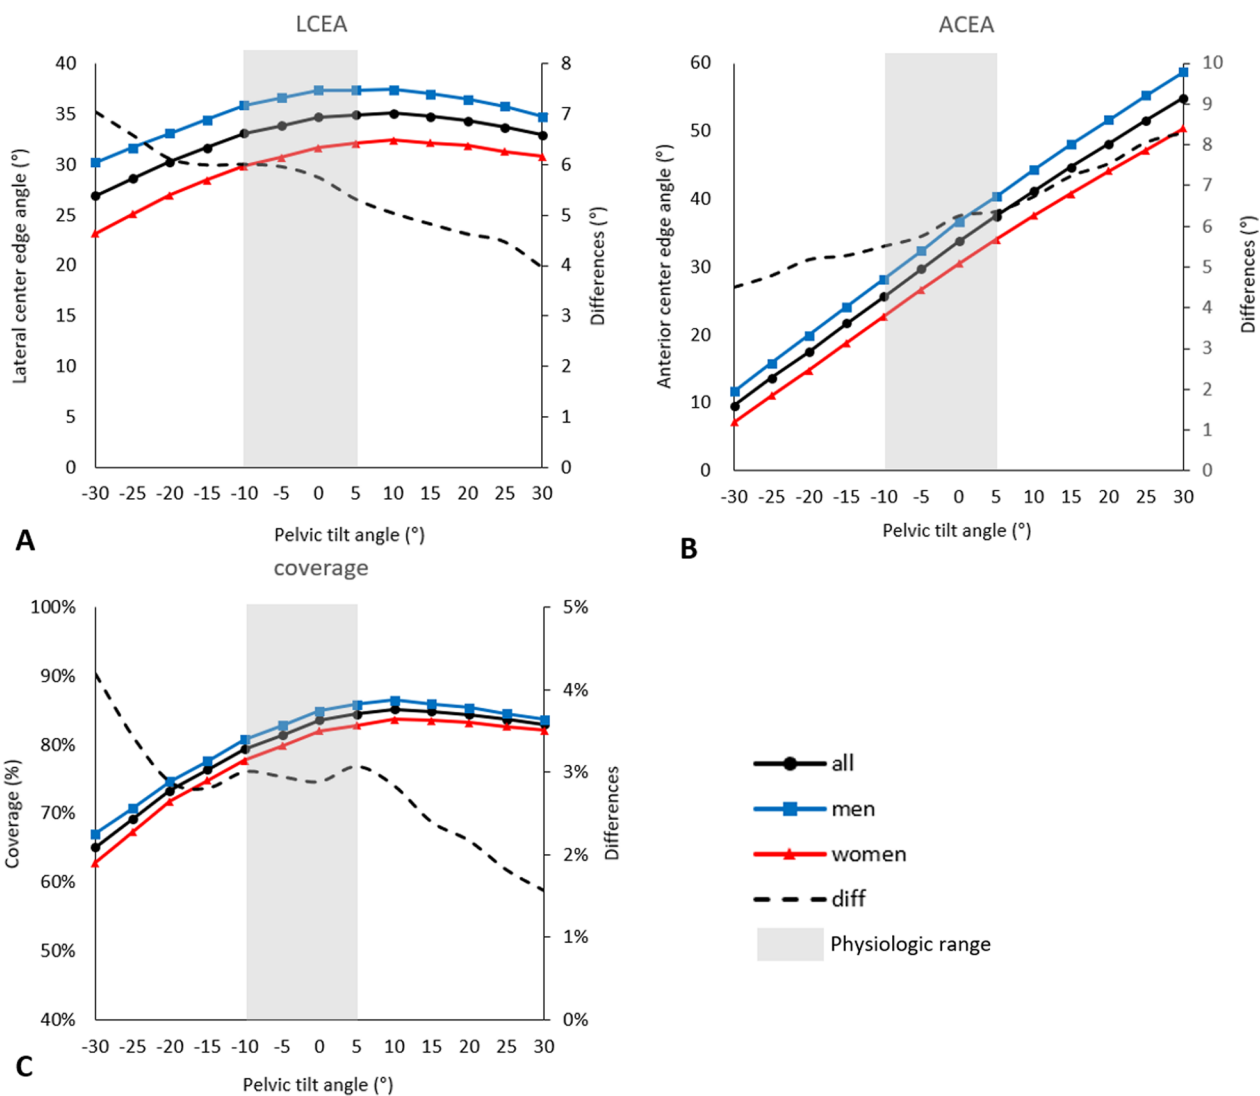 LCEA
40
35
30
25
20
15
10
5
0
Lateral center edge angle (°)
8
7
6
5
4
3
2
1
0
Differences (°)
-30 -25 -20 -15 -10 -5 0 5 10 15 20 25 30
Pelvic tilt angle (°)
A
ACEA
60
50
40
30
20
10
0
Anterior center edge angle (°)
10
9
8
7
6
5
4
3
2
1
0
Differences (°)
-30 -25 -20 -15 -10 -5 0 5 10 15 20 25 30
Pelvic tilt angle (°)
B
coverage
100%
90%
80%
70%
60%
50%
40%
Coverage (%)
5%
4%
3%
2%
1%
0%
Differences
-30 -25 -20 -15 -10 -5 0 5 10 15 20 25 30
Pelvic tilt angle (°)
C
all
men
women
diff
Physiologic range